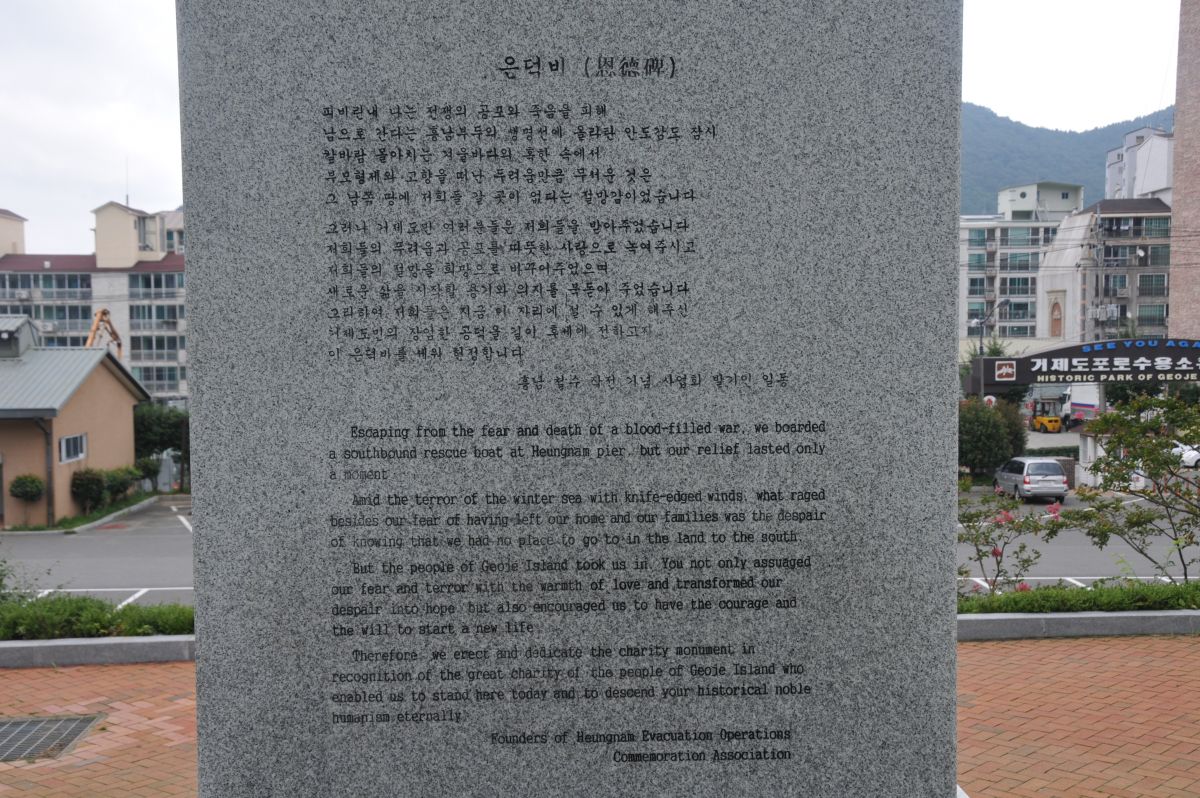 은덕비 (恩德碑)
피비린내 나는 전쟁의 공포와 죽음을 피해
남으로 간다는 흥남부두의 생명선에 올랐단 안도감도 잠시
칼바람 몰아치는 겨울바다의 혹한 속에서
부모형제와 고향을 떠난 두려움만큼 무서운 것은
그 남쪽 땅에 저희들 갈 곳이 없다는 절망감이었습니다
그러나 거제도민 여러분들은 저희들을 맞아주었습니다
저희들의 두려움과 공포를 따뜻한 사랑으로 녹여주시고
저희들의 절망을 희망으로 바꾸어주었으며
새로운 삶을 시작할 용기와 의지를 북돋아 주었습니다
그리하여 저희들은 지금 이 자리에 설 수 있게 해주신
거제도민의 장엄한 공덕을 길이 후세에 전하고자
이 은덕비를 세워 헌정합니다
흥남 철수 작전 기념 사업회 발기인 일동
Escaping from the fear and death of a blood-filled war, we boarded
a southbound rescue boat at Heungnam pier, but our relief lasted only
a moment
Amid the terror of the winter sea with knife-edged winds, what raged
besides our fear of having left our home and our families was the despair
of knowing that we had no place to go to in the land to the south.
But the people of Geoje Island took us in. You not only assuaged
our fear and terror with the warmth of love and transformed our
despair into hope, but also encouraged us to have the courage and
the will to start a new life
Therefore, we erect and dedicate the charity monument in
recognition of the great charity of the people of Geoje Island who
enabled us to stand here today and to descend your historical noble
humanism eternally
Founders of Heungnam Evacuation Operations
Commemoration Association
SEE YOU AGA
거제도포로수용소
HISTORIC PARK OF GEOJE